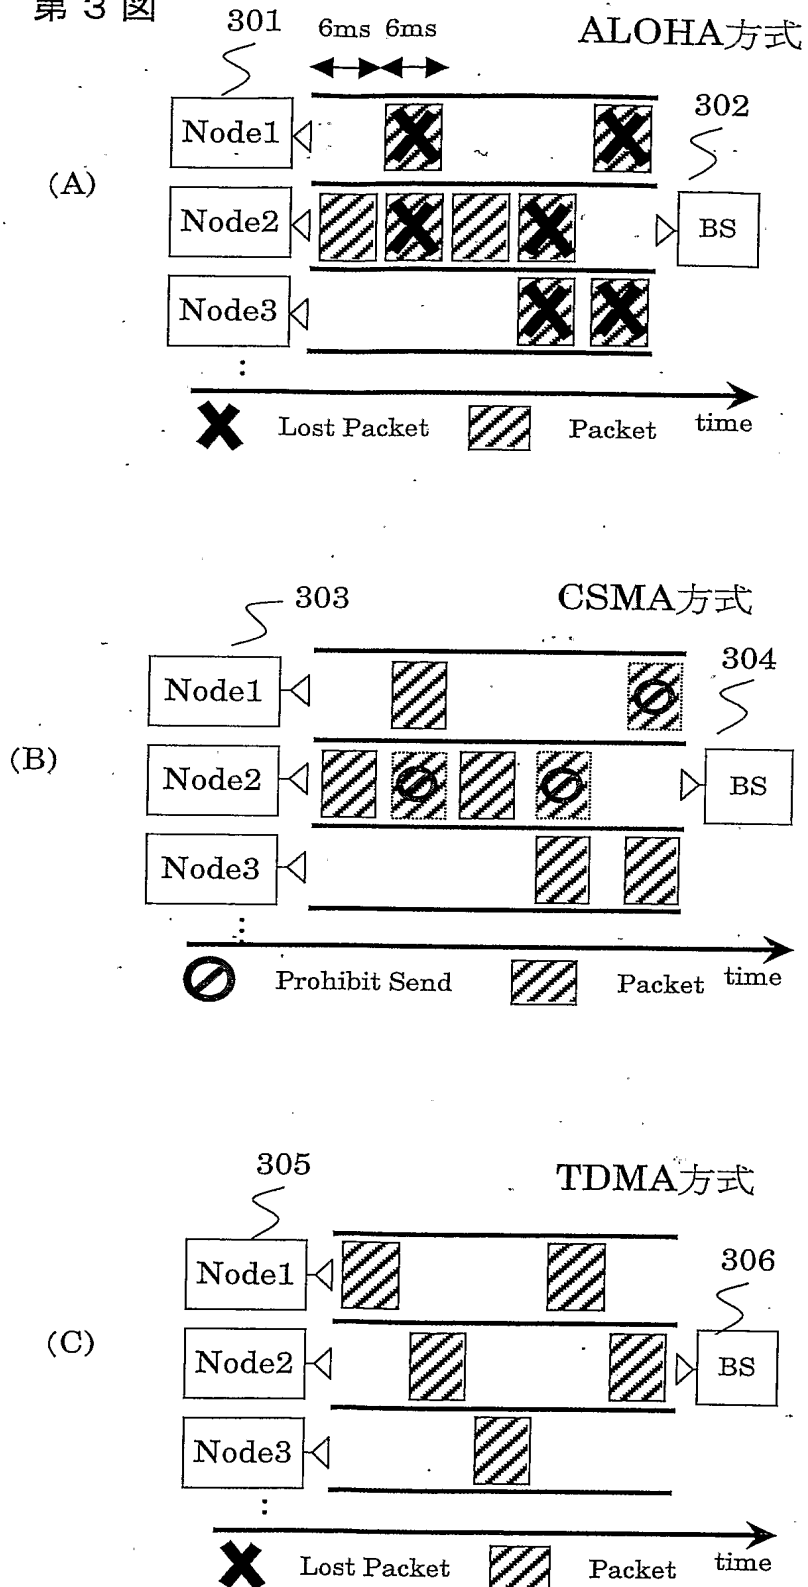 第3図
301
6ms 6ms
ALOHA方式
302
Node1
(A)
Node2
BS
Node3
:
Lost Packet
Packet
time
303
CSMA方式
304
Node1
(B)
Node2
BS
Node3
:
Prohibit Send
Packet
time
305
TDMA方式
306
Node1
(C)
Node2
BS
Node3
:
Lost Packet
Packet
time